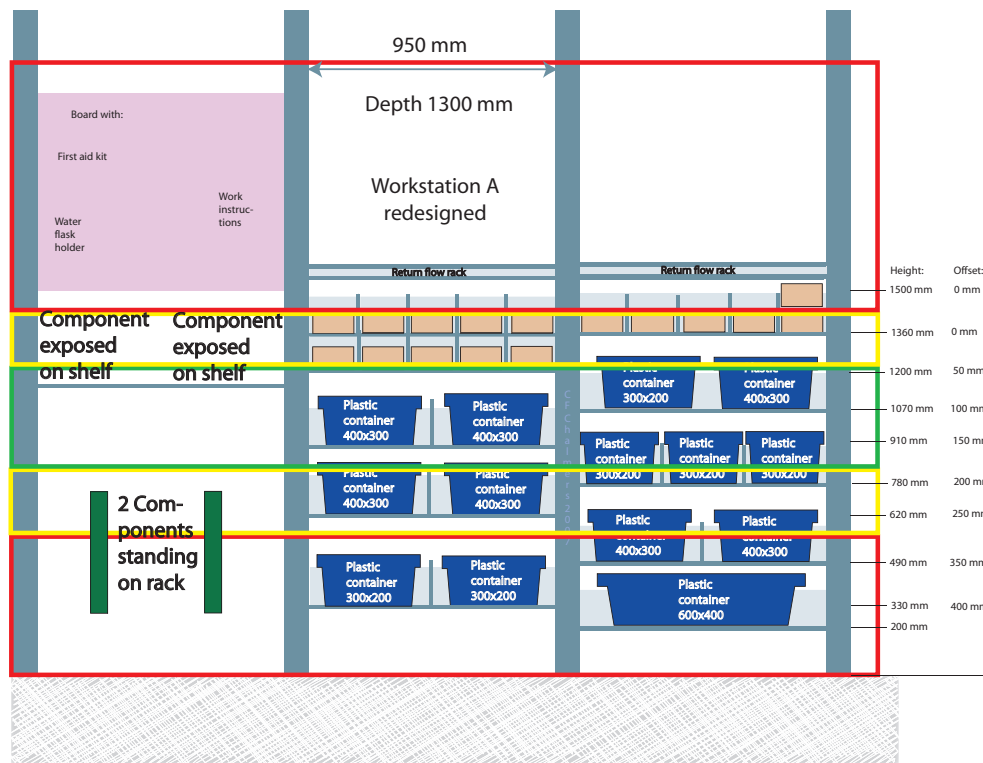 950 mm
Depth 1300 mm
Board with:
First aid kit
Work
instruc-
tions
Water
flask
holder
Workstation A
redesigned
Return flow rack
Return flow rack
Height:
Offset:
1500 mm
0 mm
1360 mm
0 mm
1200 mm
50 mm
1070 mm
100 mm
910 mm
150 mm
780 mm
200 mm
620 mm
250 mm
490 mm
350 mm
330 mm
400 mm
200 mm
Component
exposed
on shelf
Component
exposed
on shelf
Plastic
container
300x200
container
400x300
Plastic
container
400x300
Plastic
container
400x300
Plastic
container
300x200
Plastic
container
300x200
Plastic
container
300x200
Plastic
container
400x300
Plastic
container
400x300
2 Com-
ponents
standing
on rack
Plastic
400x300
Plastic
container
400x300
Plastic
container
300x200
Plastic
container
300x200
Plastic
container
600x400